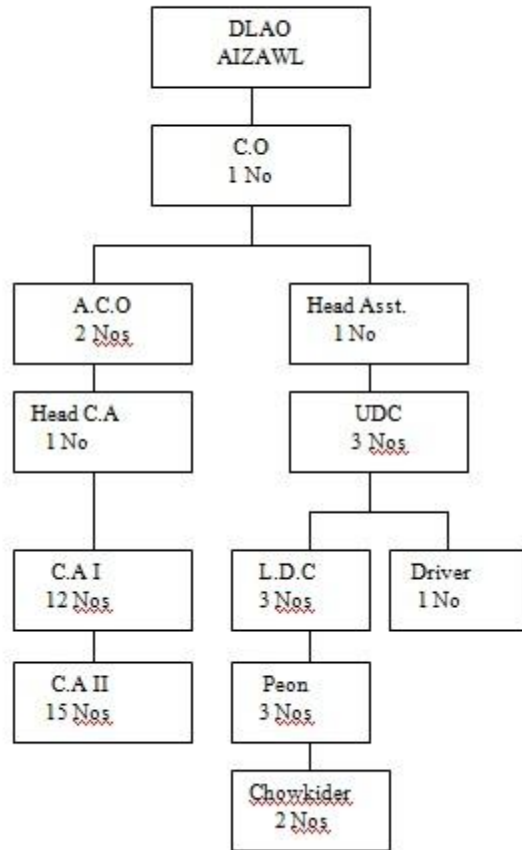 DLAO
AIZAWL
C.O
1 No
A.C.O
2 Nos
Head Asst.
1 No
Head C.A
1 No
UDC
3 Nos
C.A I
12 Nos
L.D.C
3 Nos
Driver
1 No
C.A II
15 Nos
Peon
3 Nos
Chowkider
2 Nos